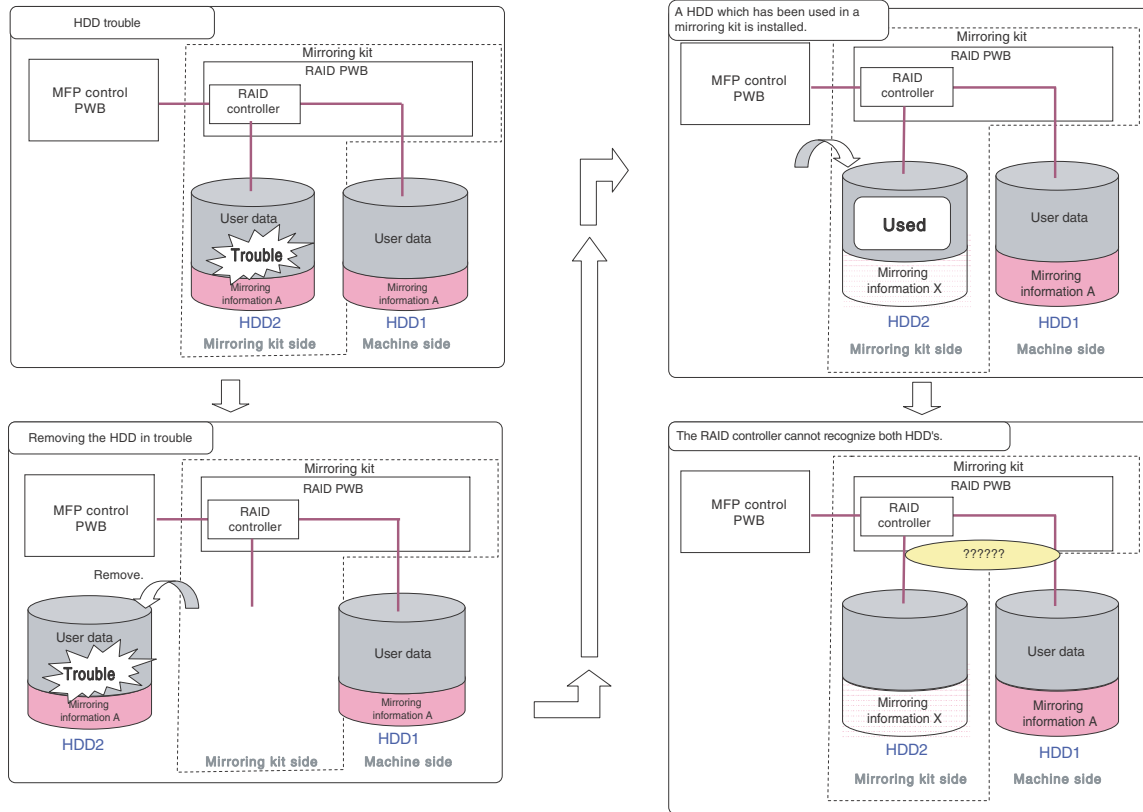 HDD trouble
Mirroring kit
RAID PWB
MFP control
PWB
RAID
controller
User data
Trouble
Mirroring
information A
HDD2
Mirroring kit side
User data
Mirroring
information A
HDD1
Machine side
Removing the HDD in trouble
Mirroring kit
RAID PWB
MFP control
PWB
RAID
controller
Remove.
User data
Trouble
Mirroring
information A
HDD2
Mirroring kit side
User data
Mirroring
information A
HDD1
Machine side
A HDD which has been used in a
mirroring kit is installed.
Mirroring kit
RAID PWB
MFP control
PWB
RAID
controller
Used
Mirroring
information X
HDD2
Mirroring kit side
User data
Mirroring
information A
HDD1
Machine side
The RAID controller cannot recognize both HDD's.
Mirroring kit
RAID PWB
MFP control
PWB
RAID
controller
??????
Mirroring
information X
HDD2
Mirroring kit side
User data
Mirroring
information A
HDD1
Machine side